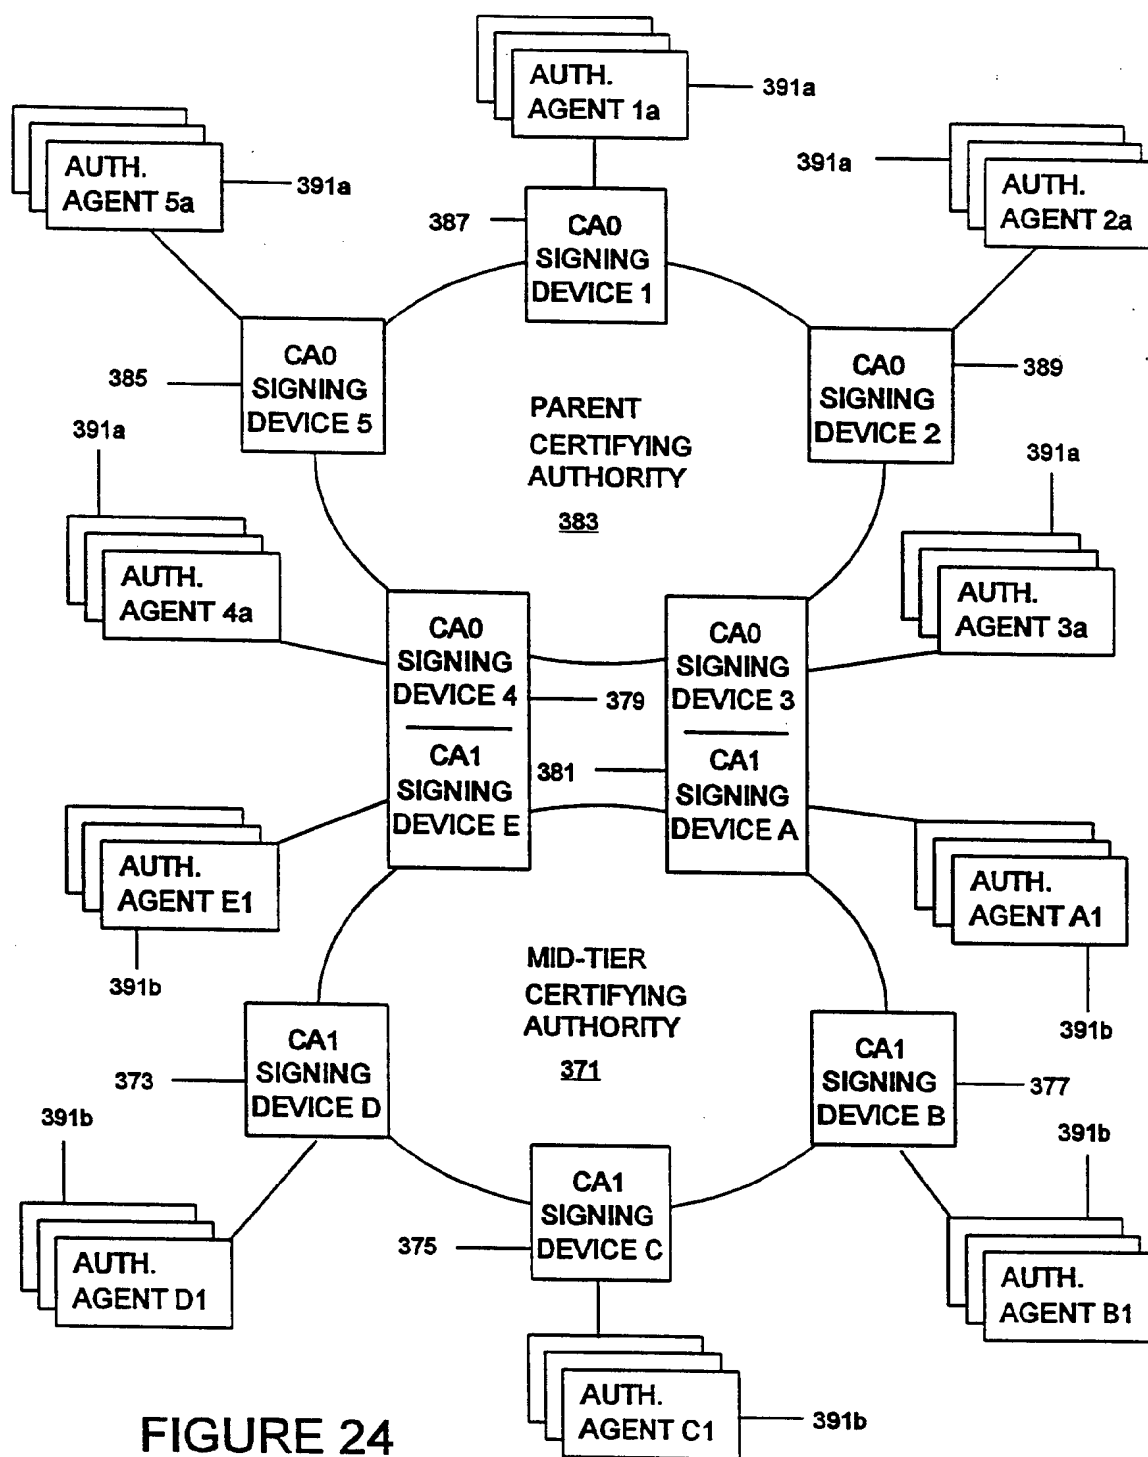 AUTH.
AGENT 1a
391a
AUTH.
AGENT 5a
391a
391a
AUTH.
AGENT 2a
387
CA0
SIGNING
DEVICE 1
385
CA0
SIGNING
DEVICE 5
CA0
SIGNING
DEVICE 2
389
PARENT
CERTIFYING
AUTHORITY
383
391a
AUTH.
AGENT 4a
391a
AUTH.
AGENT 3a
CA0
SIGNING
DEVICE 4
379
CA1
SIGNING
DEVICE E
CA0
SIGNING
DEVICE 3
381
CA1
SIGNING
DEVICE A
AUTH.
AGENT E1
391b
AUTH.
AGENT A1
391b
MID-TIER
CERTIFYING
AUTHORITY
371
373
CA1
SIGNING
DEVICE D
CA1
SIGNING
DEVICE B
377
391b
AUTH.
AGENT D1
375
CA1
SIGNING
DEVICE C
391b
AUTH.
AGENT B1
AUTH.
AGENT C1
391b
FIGURE 24